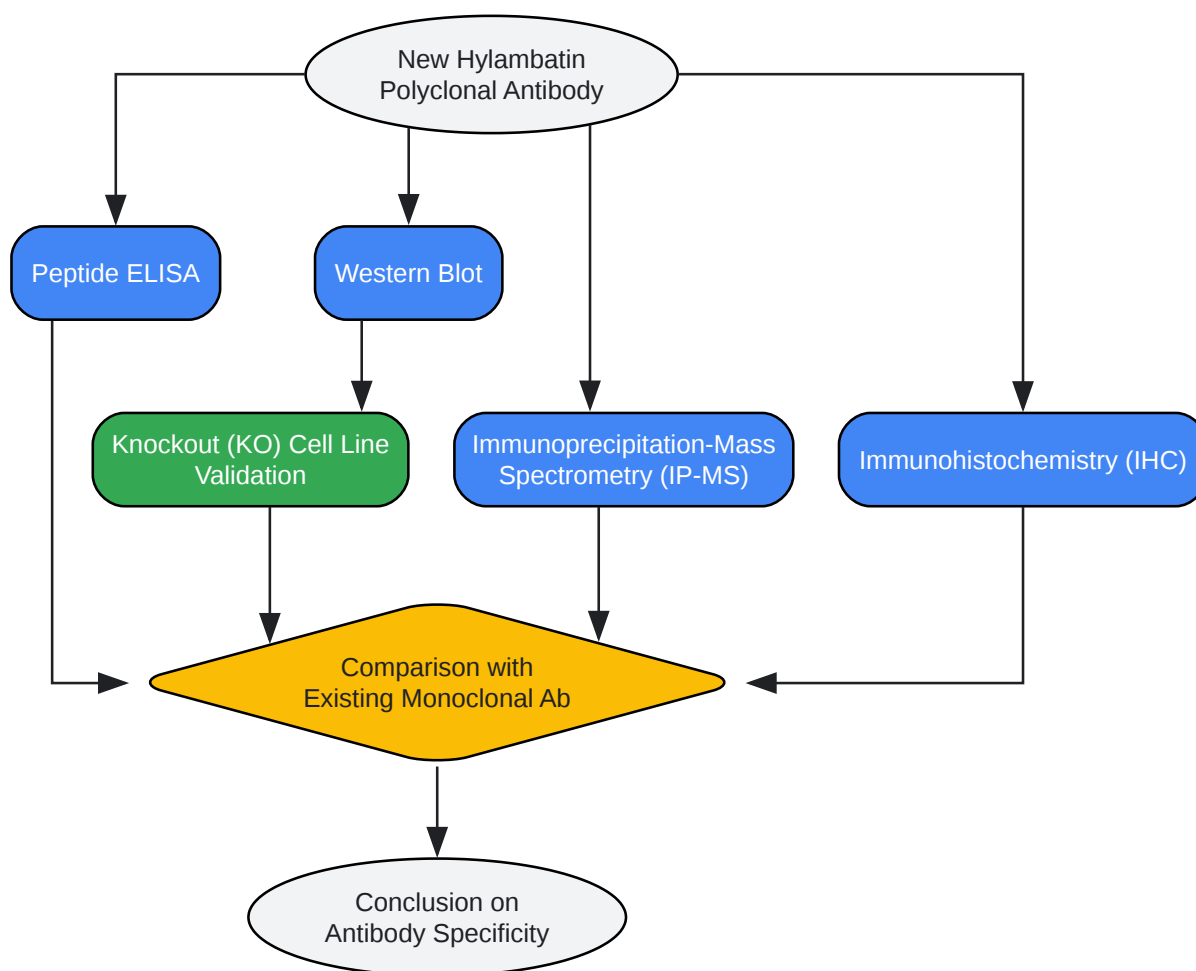 New Hylambatin
Polyclonal Antibody
Peptide ELISA
Western Blot
Knockout (KO) Cell Line
Validation
Immunoprecipitation-Mass
Spectrometry (IP-MS)
Immunohistochemistry (IHC)
Comparison with
Existing Monoclonal Ab
Conclusion on
Antibody Specificity